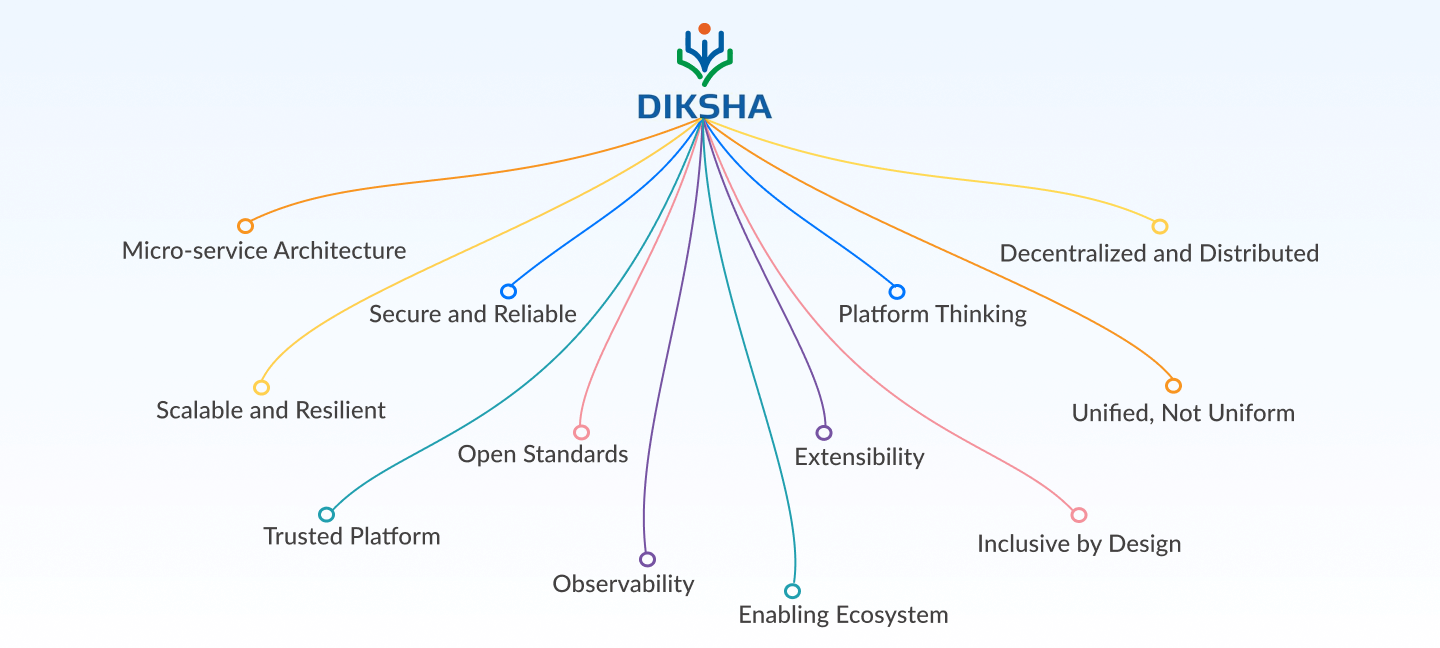 DIKSHA
Micro-service Architecture
Decentralized and Distributed
Secure and Reliable
Platform Thinking
Scalable and Resilient
Unified, Not Uniform
Open Standards
Extensibility
Trusted Platform
Inclusive by Design
Observability
Enabling Ecosystem